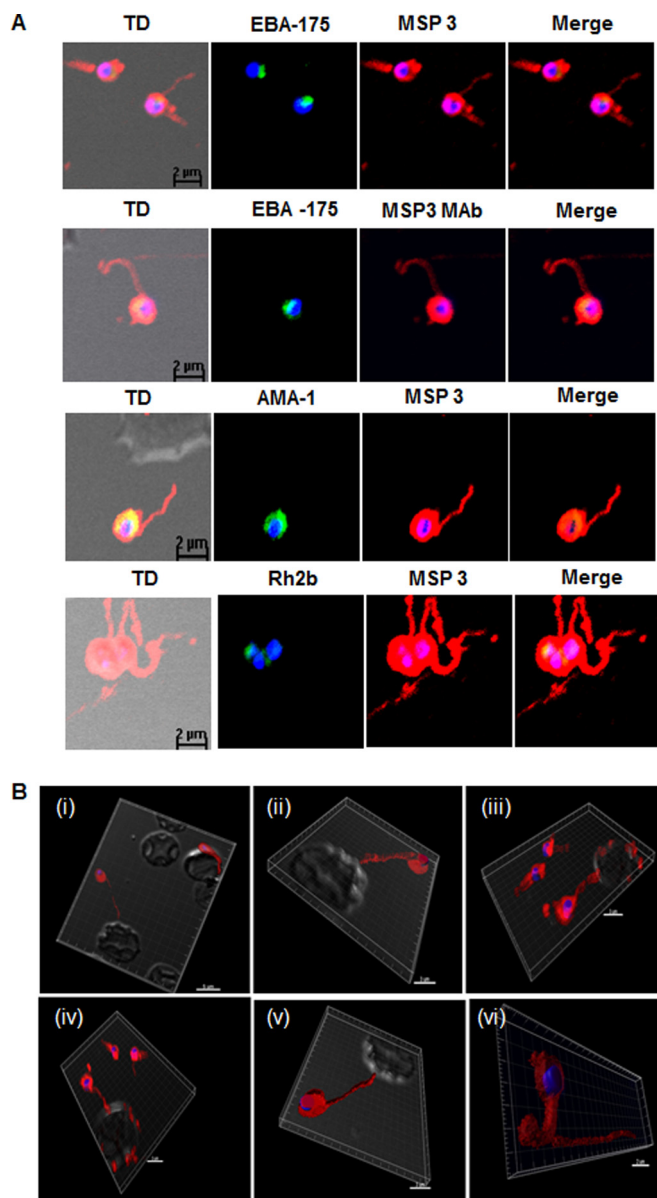 A
TD EBA-175 MSP 3 Merge
2 µm
TD EBA -175 MSP3 MAb Merge
2 µm
TD AMA-1 MSP 3 Merge
2 µm
TD Rh2b MSP 3 Merge
2 µm
B
(i) (ii) (iii)
(iv) (v) (vi)